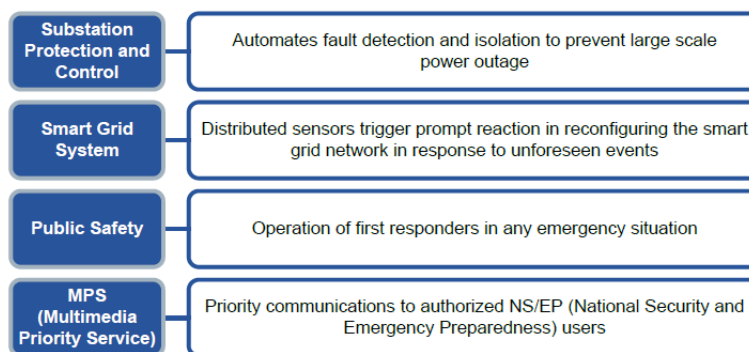 Substation
Protection and
Control
Automates fault detection and isolation to prevent large scale
power outage
Smart Grid
System
Distributed sensors trigger prompt reaction in reconfiguring the smart
grid network in response to unforeseen events
Public Safety
Operation of first responders in any emergency situation
MPS
(Multimedia
Priority Service)
Priority communications to authorized NS/EP (National Security and
Emergency Preparedness) users